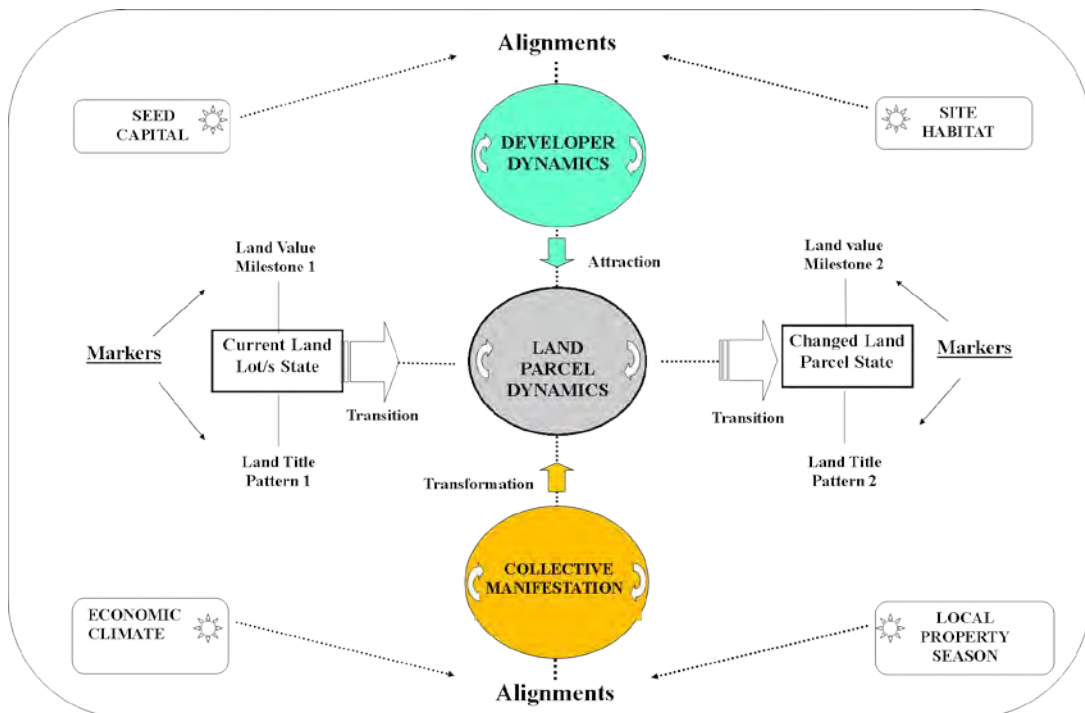 Alignments
SEED
CAPITAL
SITE
HABITAT
DEVELOPER
DYNAMICS
Land Value
Milestone 1
Attraction
Land value
Milestone 2
Markers
Current Land
Lot/s State
LAND
PARCEL
DYNAMICS
Changed Land
Parcel State
Markers
Transition
Transition
Land Title
Pattern 1
Transformation
Land Title
Pattern 2
COLLECTIVE
MANIFESTATION
ECONOMIC
CLIMATE
LOCAL
PROPERTY
SEASON
Alignments